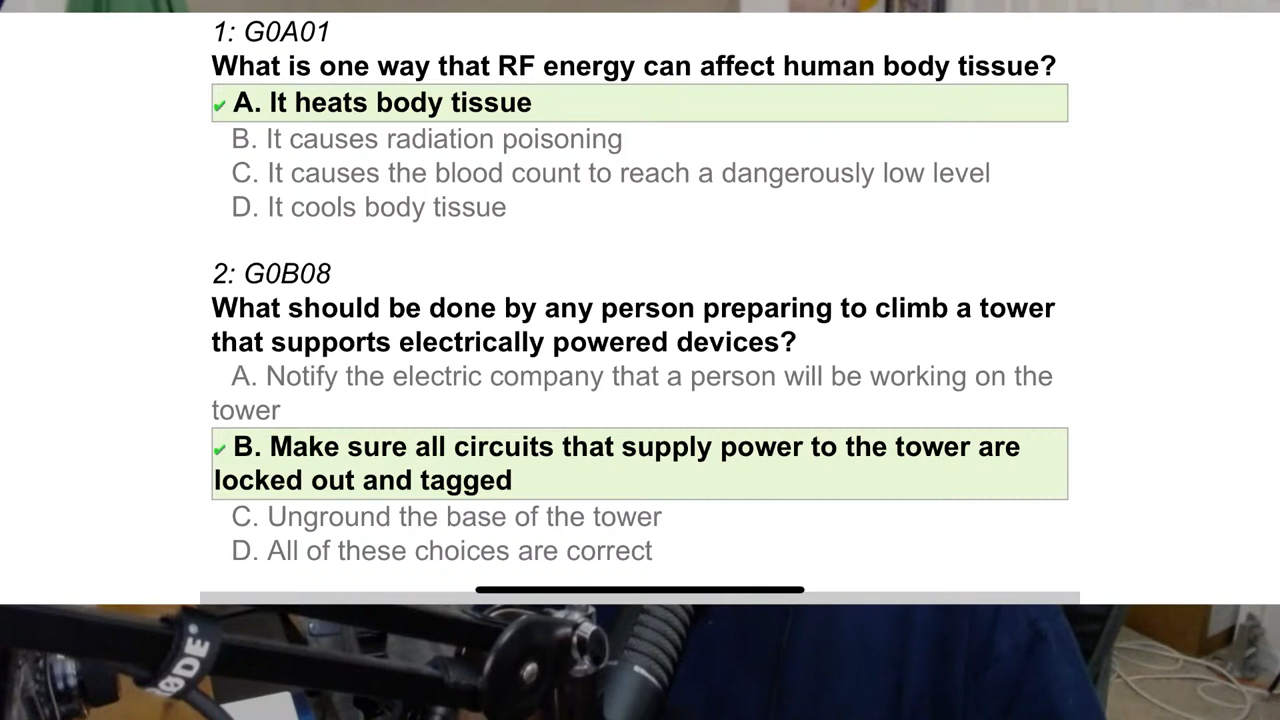 1: G0A01
What is one way that RF energy can affect human body tissue?
✔ A. It heats body tissue
B. It causes radiation poisoning
C. It causes the blood count to reach a dangerously low level
D. It cools body tissue
2: G0B08
What should be done by any person preparing to climb a tower
that supports electrically powered devices?
A. Notify the electric company that a person will be working on the
tower
✔ B. Make sure all circuits that supply power to the tower are
locked out and tagged
C. Unground the base of the tower
D. All of these choices are correct
RØDE